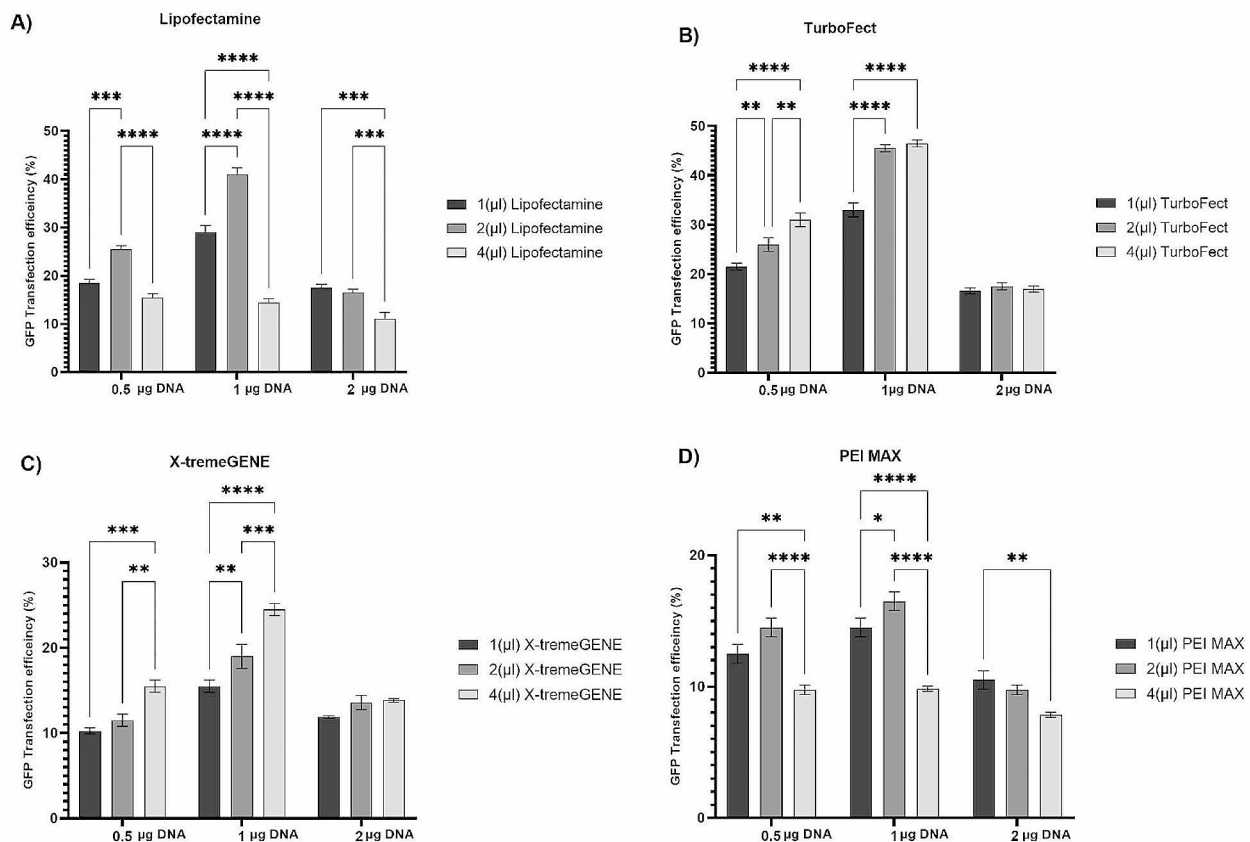 A)
Lipofectamine
****
*** **** ***
**** **** ***
GFP Transfection efficeincy (%)
50
40
30
20
10
0
0.5 µg DNA
1 µg DNA
2 µg DNA
1(µl) Lipofectamine
2(µl) Lipofectamine
4(µl) Lipofectamine
B)
TurboFect
**** ****
** ** ****
GFP Transfection efficeincy (%)
50
40
30
20
10
0
0.5 µg DNA
1 µg DNA
2 µg DNA
1(µl) TurboFect
2(µl) TurboFect
4(µl) TurboFect
C)
X-tremeGENE
****
*** ***
** **
GFP Transfection efficeincy (%)
30
20
10
0
0.5 µg DNA
1 µg DNA
2 µg DNA
1(µl) X-tremeGENE
2(µl) X-tremeGENE
4(µl) X-tremeGENE
D)
PEI MAX
****
** * **
**** ****
GFP Transfection efficeincy (%)
20
10
0
0.5 µg DNA
1 µg DNA
2 µg DNA
1(µl) PEI MAX
2(µl) PEI MAX
4(µl) PEI MAX